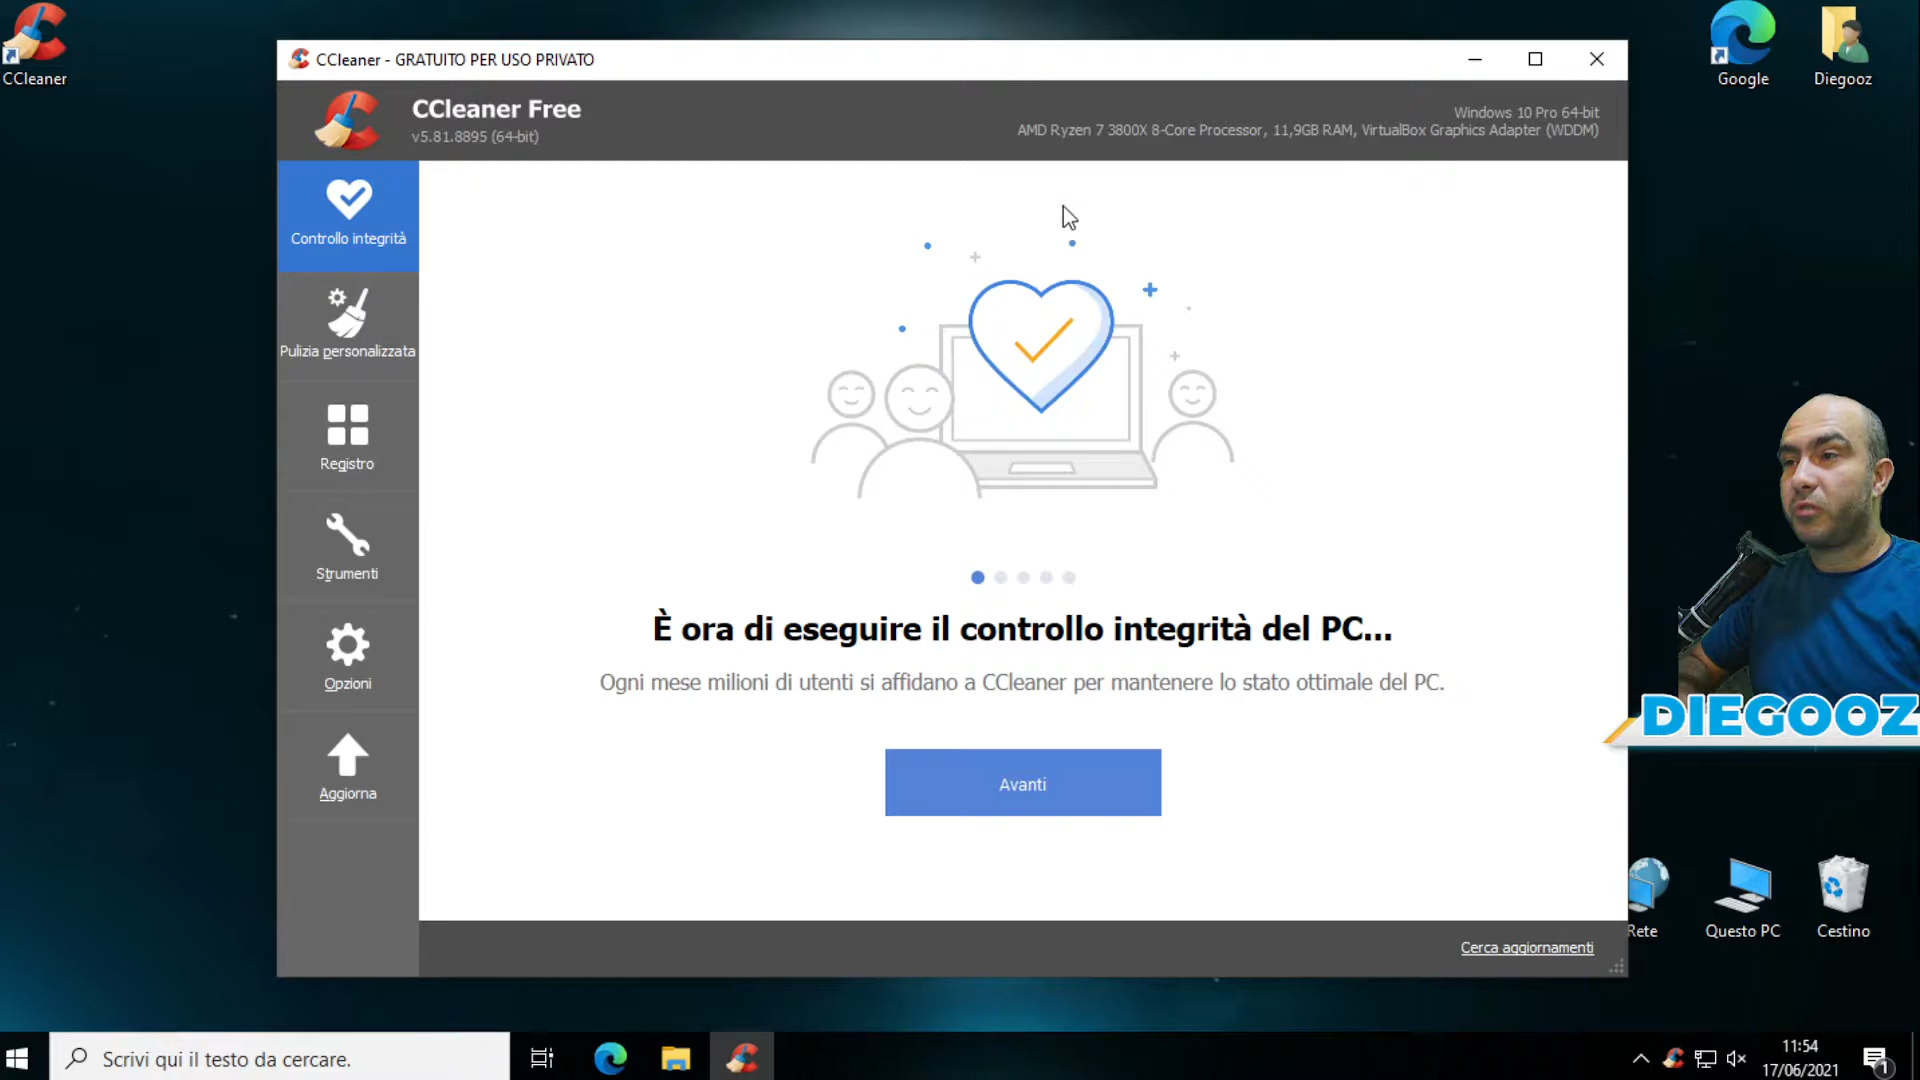 CCleaner
CCleaner - GRATUITO PER USO PRIVATO
Google
Diegooz
CCleaner Free
v5.81.8895 (64-bit)
Windows 10 Pro 64-bit
AMD Ryzen 7 3800X 8-Core Processor, 11,9GB RAM, VirtualBox Graphics Adapter (WDDM)
Controllo integrità
Pulizia personalizzata
Registro
Strumenti
Opzioni
Aggiorna
È ora di eseguire il controllo integrità del PC...
Ogni mese milioni di utenti si affidano a CCleaner per mantenere lo stato ottimale del PC.
Avanti
DIEGOOZ
Rete
Questo PC
Cestino
Cerca aggiornamenti
Scrivi qui il testo da cercare.
11:54
17/06/2021
1